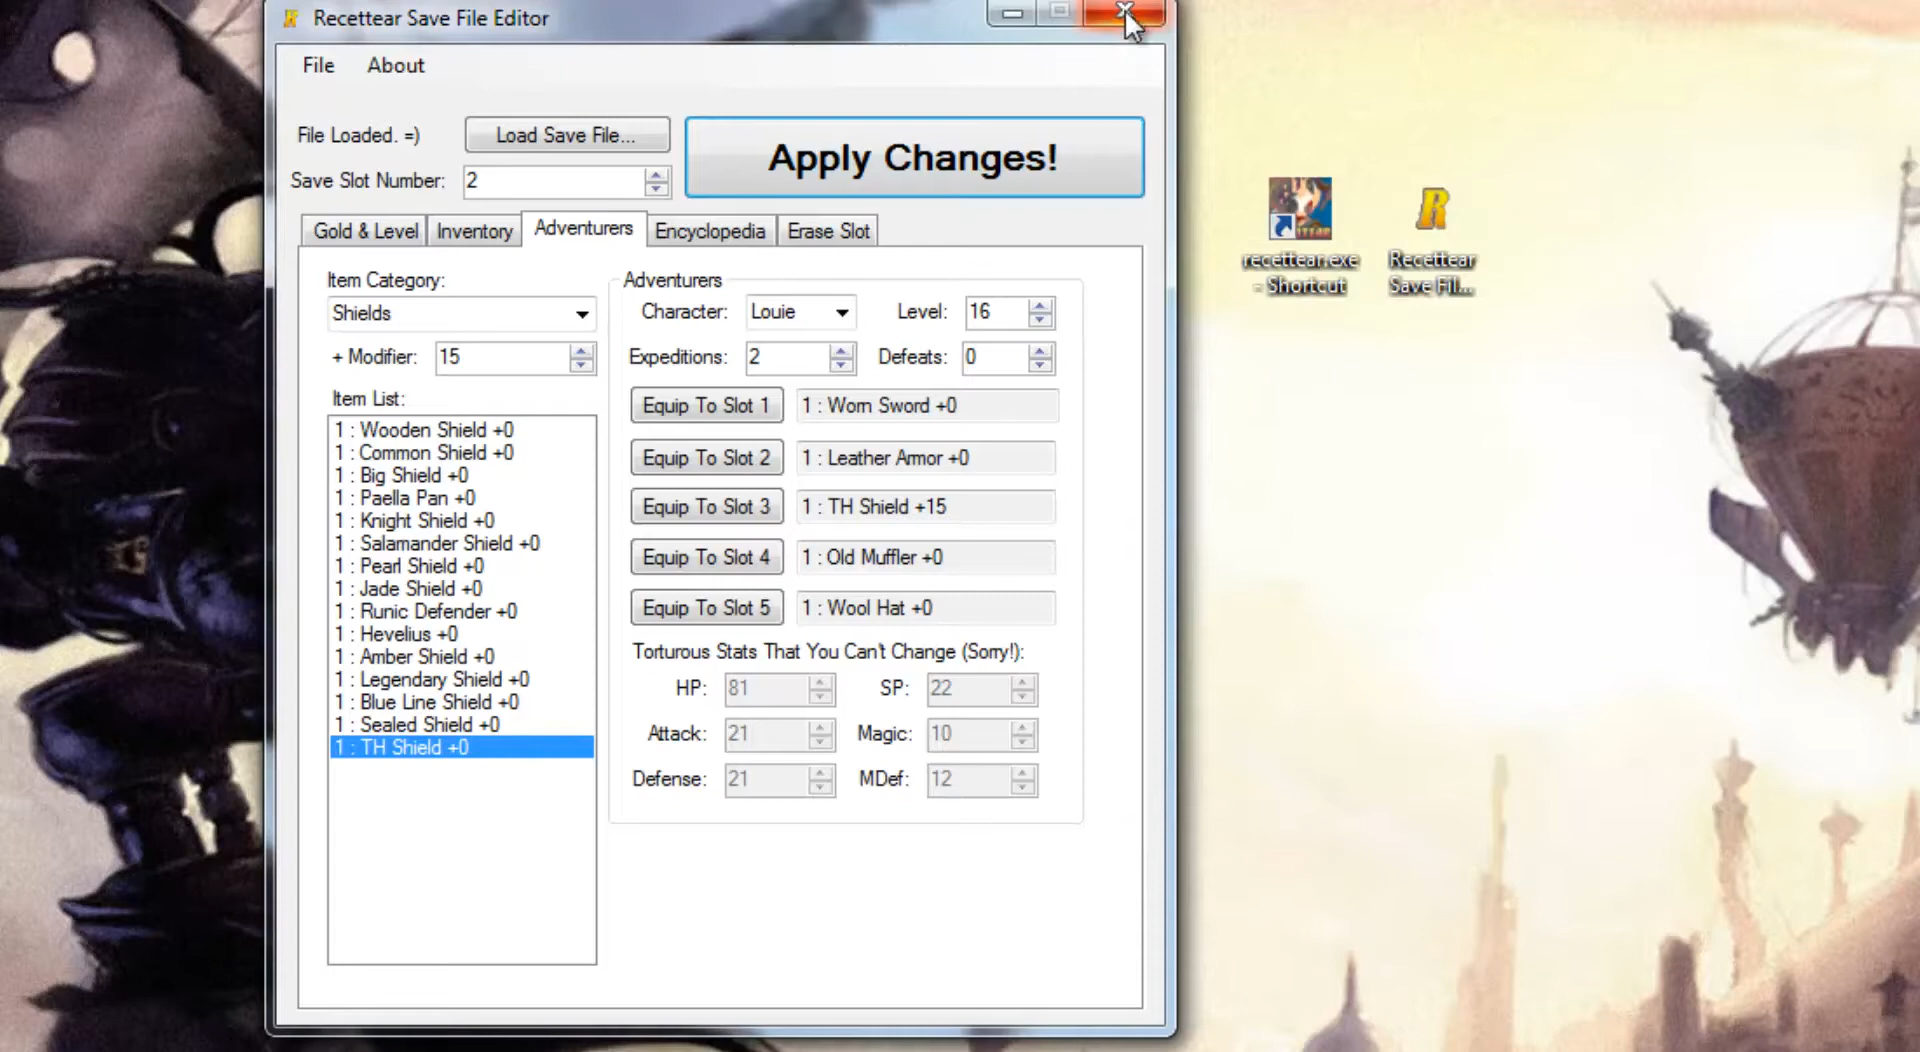 Recettear Save File Editor
File About
File Loaded. =) Load Save File...
Apply Changes!
Save Slot Number: 2
Gold & Level Inventory Adventurers Encyclopedia Erase Slot
Item Category:
Shields
+ Modifier: 15
Item List:
1 : Wooden Shield +0
1 : Common Shield +0
1 : Big Shield +0
1 : Paella Pan +0
1 : Knight Shield +0
1 : Salamander Shield +0
1 : Pearl Shield +0
1 : Jade Shield +0
1 : Runic Defender +0
1 : Hevelius +0
1 : Amber Shield +0
1 : Legendary Shield +0
1 : Blue Line Shield +0
1 : Sealed Shield +0
1 : TH Shield +0
Adventurers
Character: Louie Level: 16
Expeditions: 2 Defeats: 0
Equip To Slot 1 1 : Worn Sword +0
Equip To Slot 2 1 : Leather Armor +0
Equip To Slot 3 1 : TH Shield +15
Equip To Slot 4 1 : Old Muffler +0
Equip To Slot 5 1 : Wool Hat +0
Torturous Stats That You Can't Change (Sorry!):
HP: 81 SP: 22
Attack: 21 Magic: 10
Defense: 21 MDef: 12
recettear.exe
- Shortcut
Recettear
Save Fil...